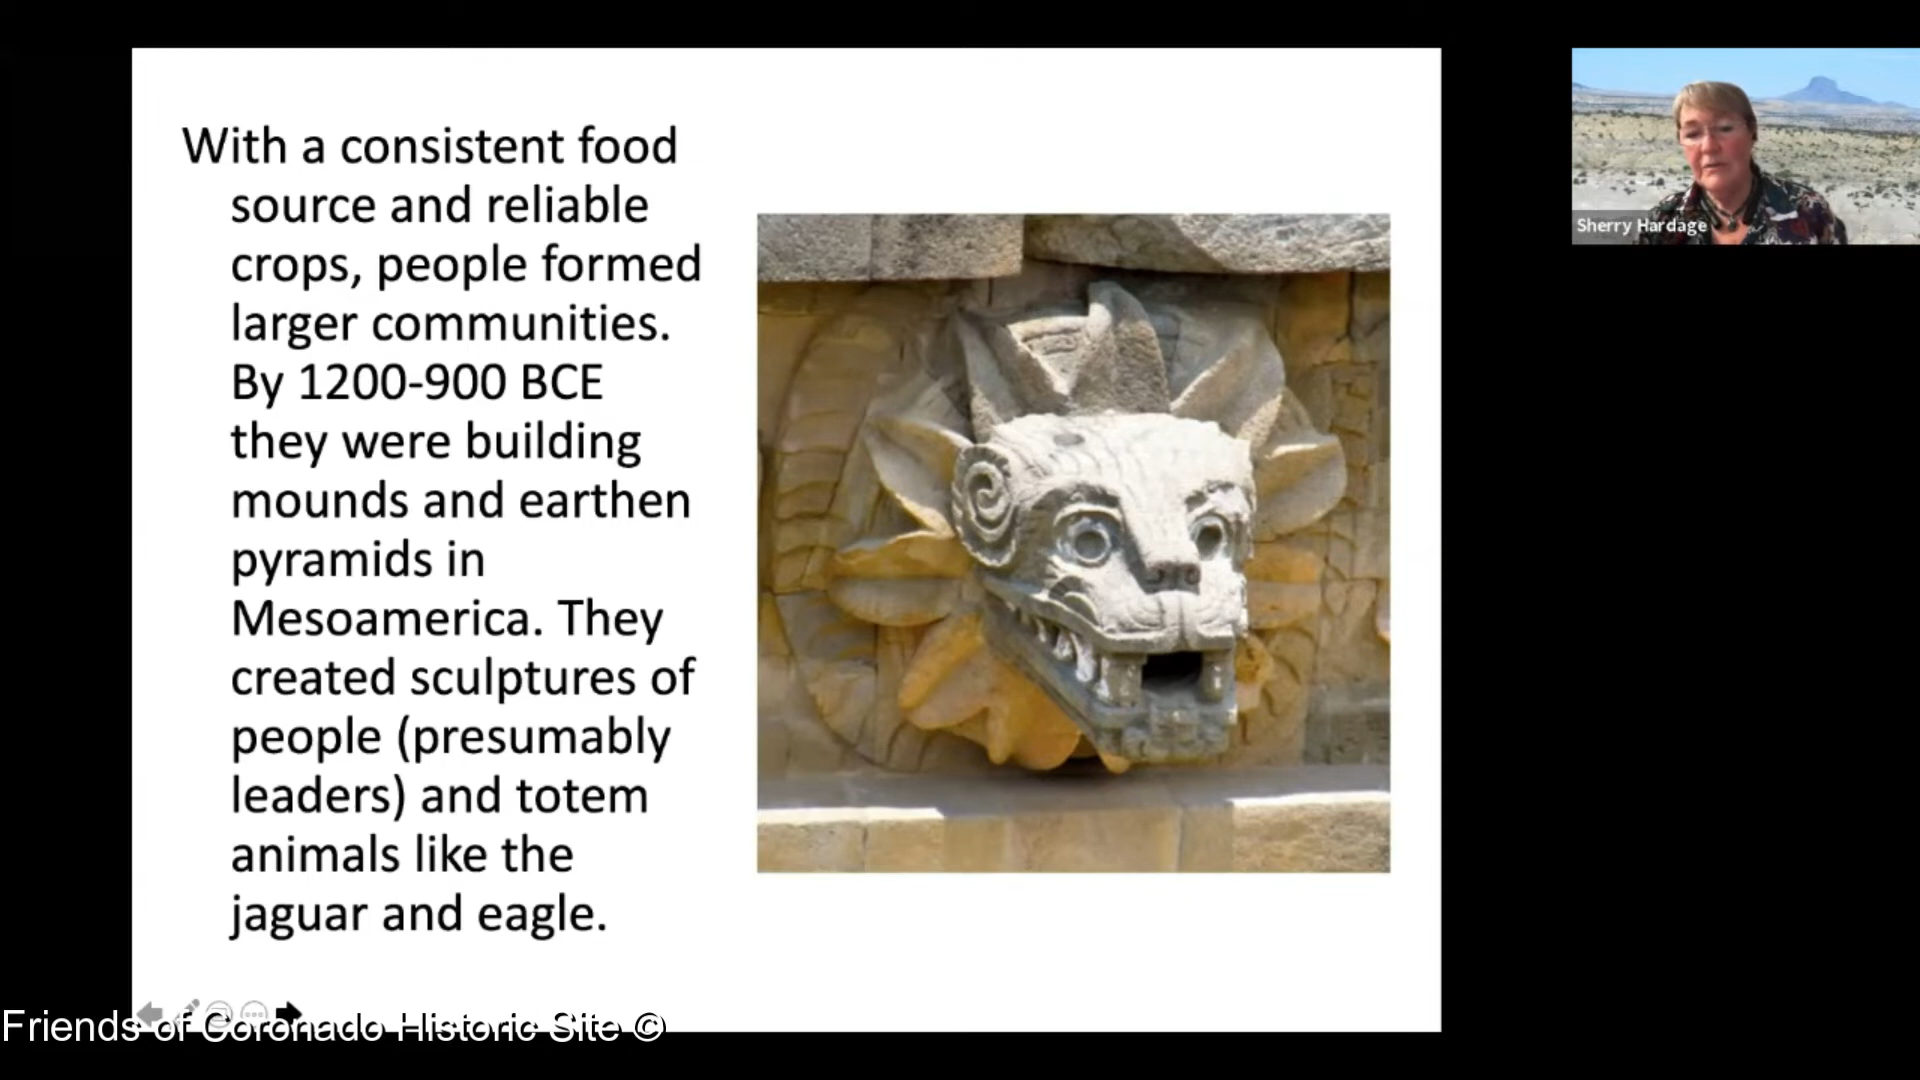 With a consistent food
source and reliable
crops, people formed
larger communities.
By 1200-900 BCE
they were building
mounds and earthen
pyramids in
Mesoamerica. They
created sculptures of
people (presumably
leaders) and totem
animals like the
jaguar and eagle.
Sherry Hardage
Friends of Coronado Historic Site ©